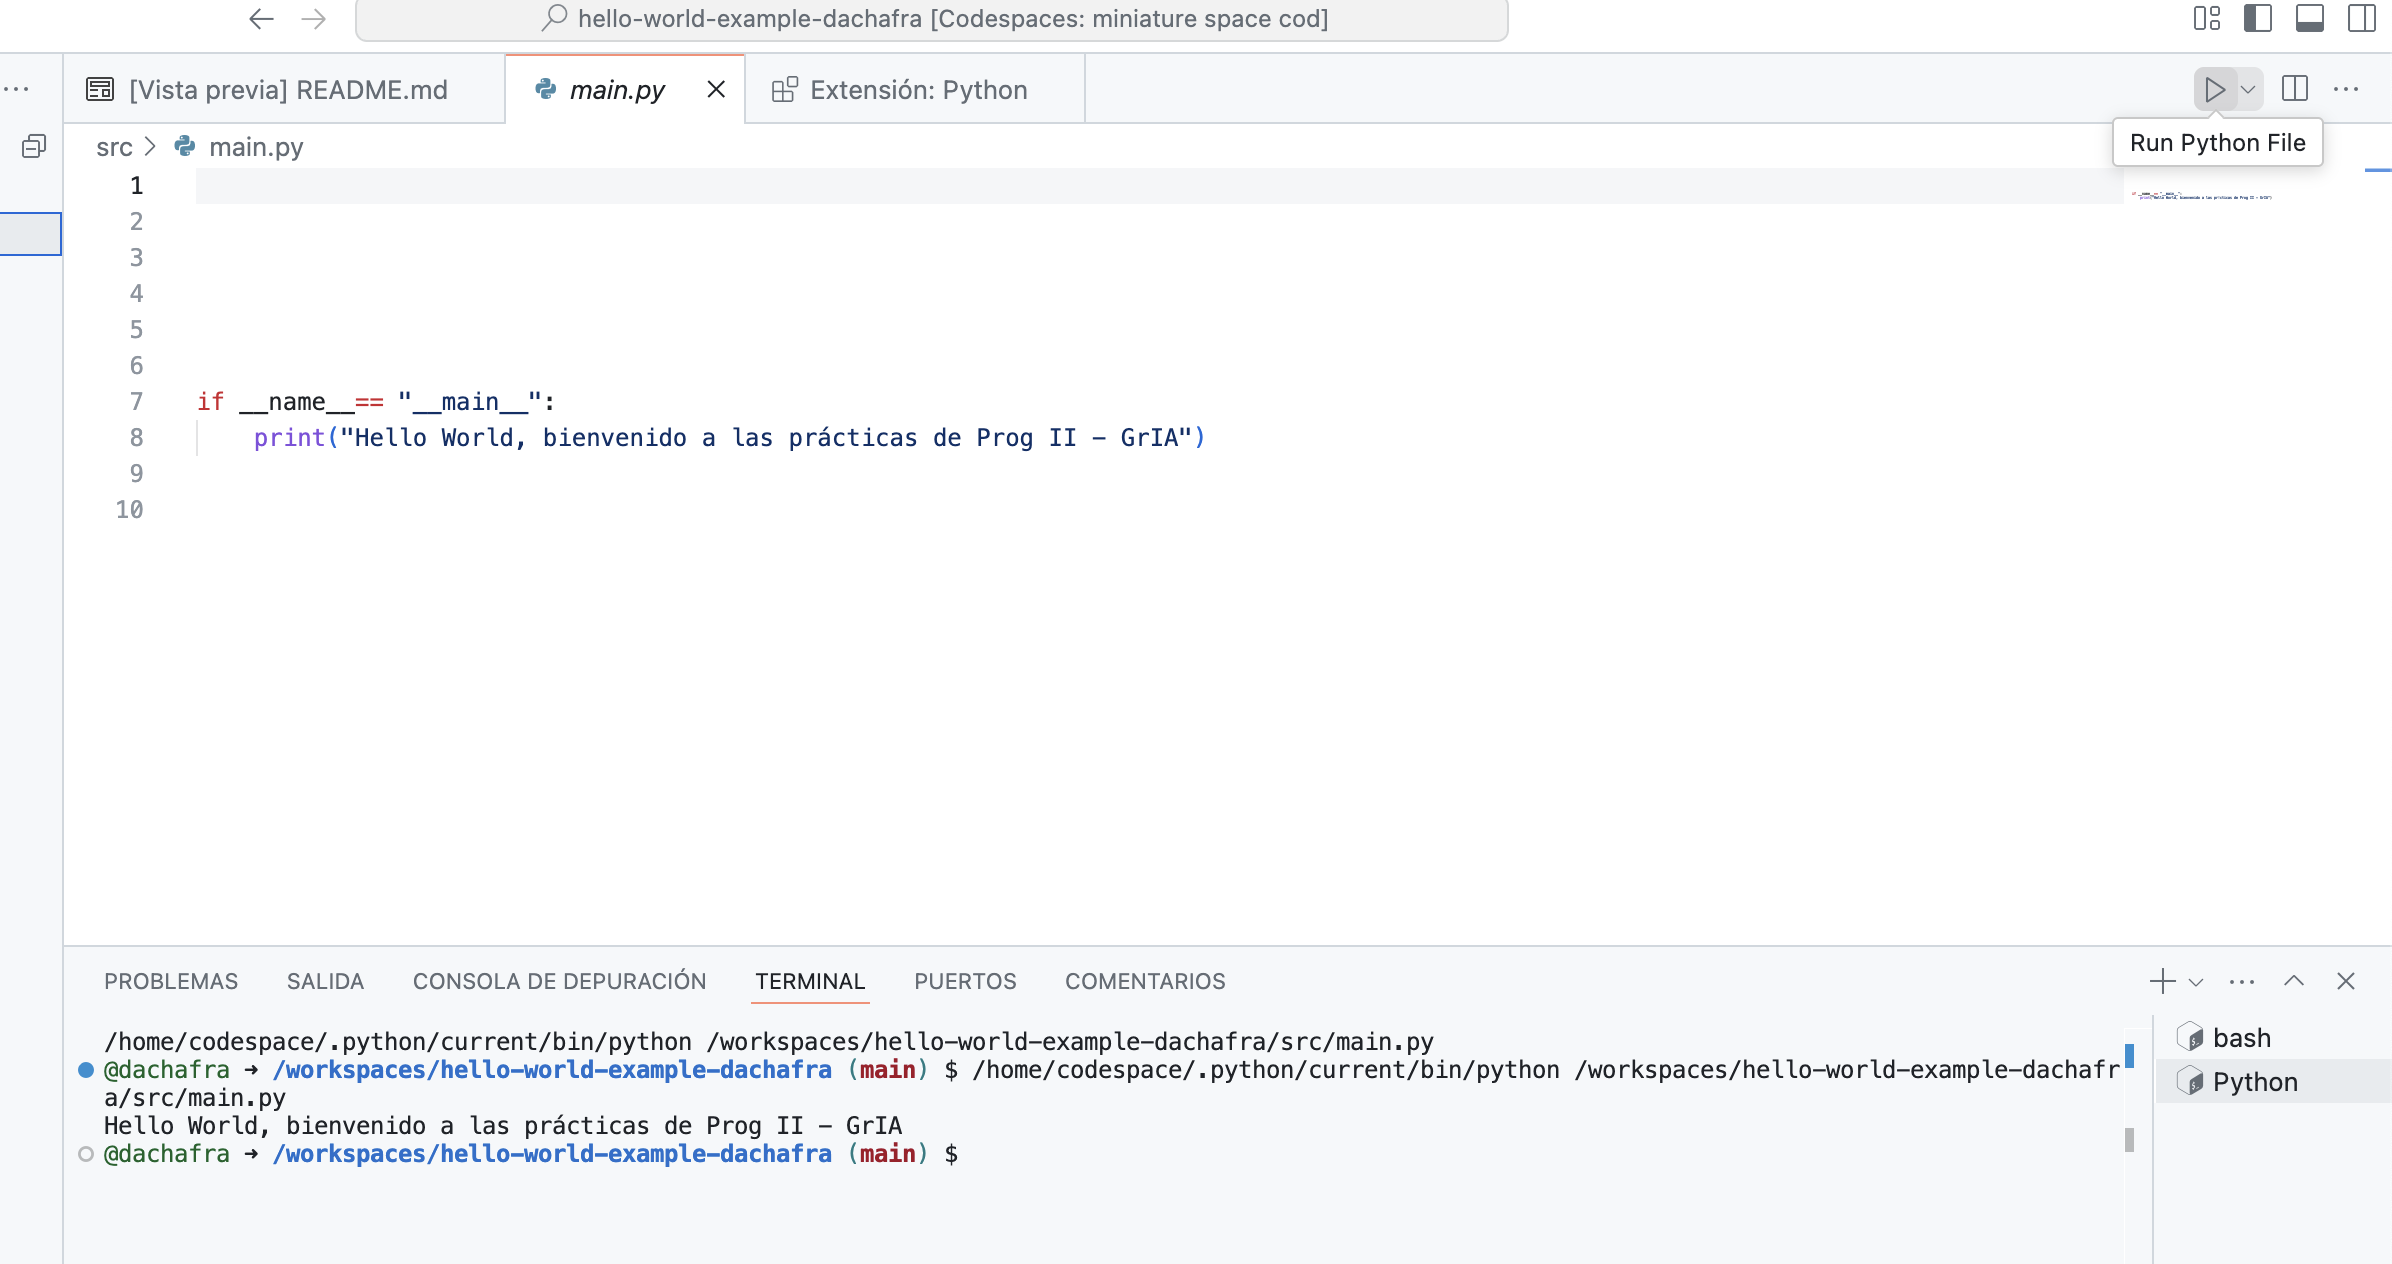 hello-world-example-dachafra [Codespaces: miniature space cod]
[Vista previa] README.md
main.py
Extensión: Python
src > main.py
Run Python File
1
2
3
4
5
6
7 if __name__== "__main__":
8 print("Hello World, bienvenido a las prácticas de Prog II - GrIA")
9
10
PROBLEMAS SALIDA CONSOLA DE DEPURACIÓN TERMINAL PUERTOS COMENTARIOS
/home/codespace/.python/current/bin/python /workspaces/hello-world-example-dachafra/src/main.py
@dachafra → /workspaces/hello-world-example-dachafra (main) $ /home/codespace/.python/current/bin/python /workspaces/hello-world-example-dachafr
a/src/main.py
Hello World, bienvenido a las prácticas de Prog II - GrIA
@dachafra → /workspaces/hello-world-example-dachafra (main) $
bash
Python